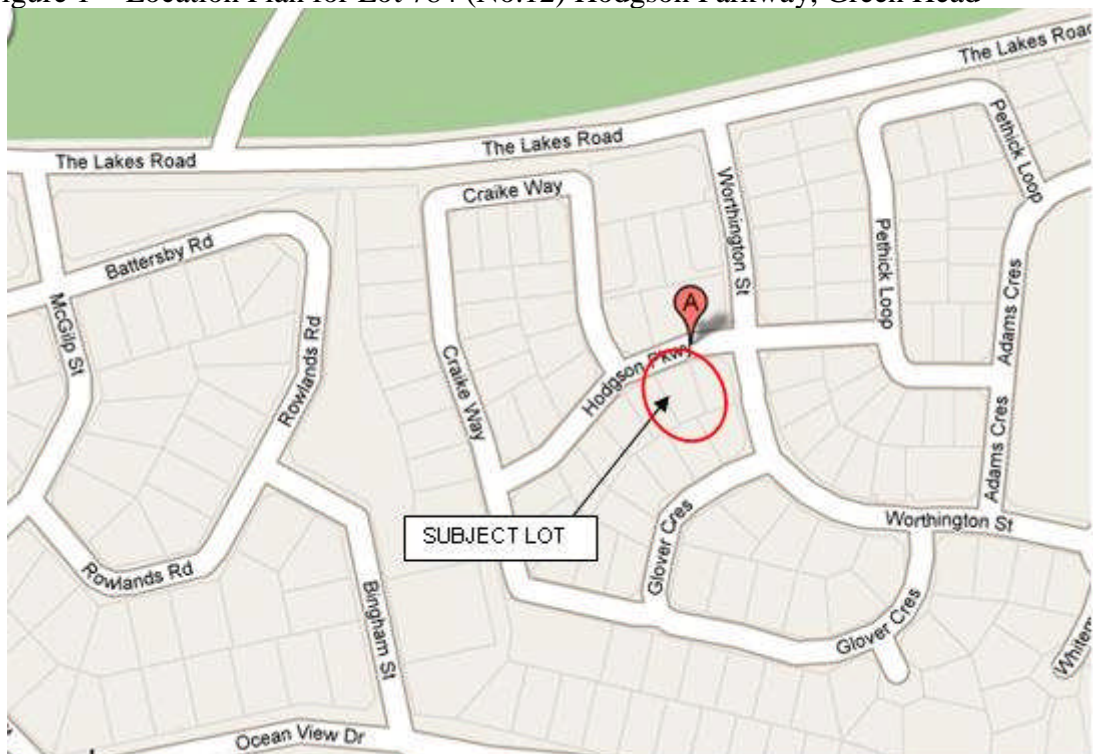 Figure 1 – Location Plan for Lot 784 (No.12) Hodgson Parkway, Green Head
The Lakes Road
The Lakes Road
The Lakes Road
Craike Way
Pethick Loop
Worthington St
Battersby Rd
Pethick Loop
A
McGilp St
Rowlands Rd
Adams Cres
Hodgson Pkwy
Craike Way
Adams Cres
SUBJECT LOT
Worthington St
Glover Cres
Rowlands Rd
Bingham St
Glover Cres
Ocean View Dr